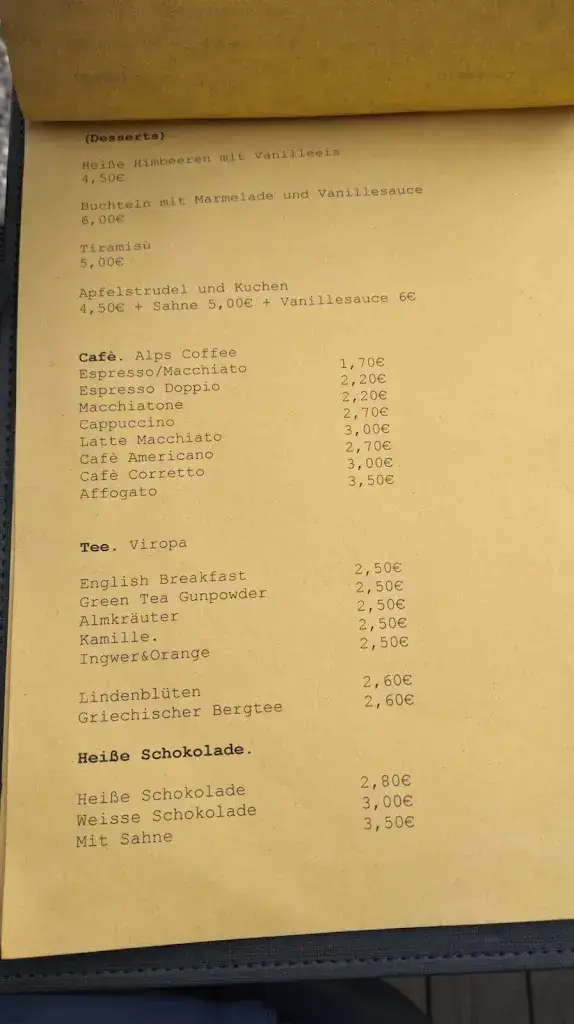 (Desserts)
Heiße Himbeeren mit Vanilleeis
4,50€
Buchteln mit Marmelade und Vanillesauce
6,00€
Tiramisù
5,00€
Apfelstrudel und Kuchen
4,50€ + Sahne 5,00€ + Vanillesauce 6€
Cafè. Alps Coffee
Espresso/Macchiato 1,70€
Espresso Doppio 2,20€
Macchiatone 2,20€
Cappuccino 2,70€
Latte Macchiato 3,00€
Cafè Americano 2,70€
Cafè Corretto 3,00€
Affogato 3,50€
Tee. Viropa
English Breakfast 2,50€
Green Tea Gunpowder 2,50€
Almkräuter 2,50€
Kamille. 2,50€
Ingwer&Orange 2,50€
Lindenblüten 2,60€
Griechischer Bergtee 2,60€
Heiße Schokolade.
Heiße Schokolade 2,80€
Weisse Schokolade 3,00€
Mit Sahne 3,50€